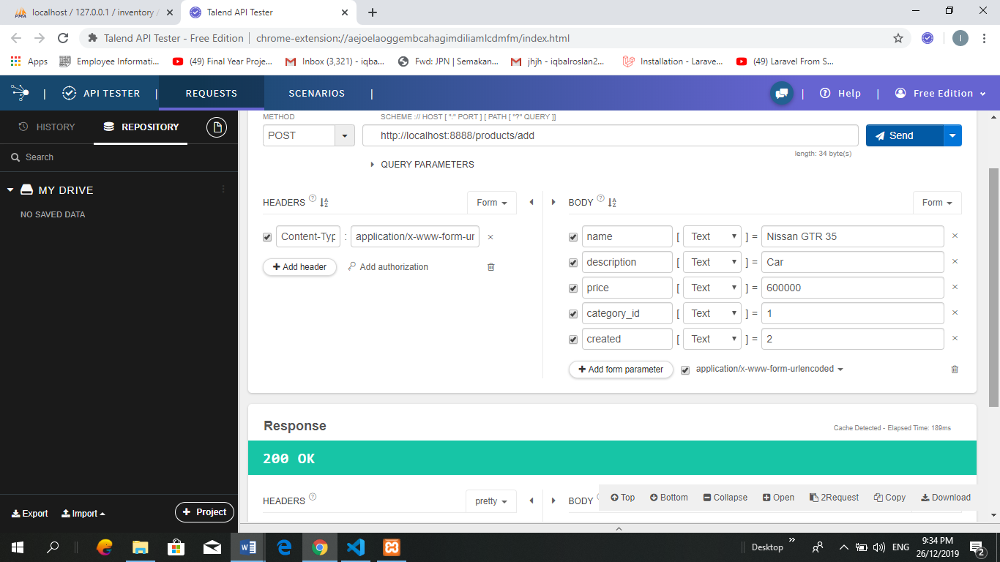 localhost / 127.0.0.1 / inventory
Talend API Tester
Talend API Tester - Free Edition | chrome-extension://aejoelaoggembcahagimdiliamlcdmfm/index.html
Apps
Employee Informati...
(49) Final Year Proje...
Inbox (3,321) - iqba...
Fwd: JPN | Semakan...
jhjh - iqbalroslan2...
Installation - Larave...
(49) Laravel From S...
| API TESTER | REQUESTS SCENARIOS | | Help | Free Edition
HISTORY
REPOSITORY
Search
MY DRIVE
NO SAVED DATA
METHOD
SCHEME :// HOST [ ":" PORT ] [ PATH [ "?" QUERY ]]
POST
http://localhost:8888/products/add
Send
length: 34 byte(s)
QUERY PARAMETERS
HEADERS
Form
Content-Typ : application/x-www-form-ur
Add header
Add authorization
BODY
Form
name [ Text ] = Nissan GTR 35
description [ Text ] = Car
price [ Text ] = 600000
category_id [ Text ] = 1
created [ Text ] = 2
Add form parameter
application/x-www-form-urlencoded
Response
Cache Detected - Elapsed Time: 189ms
200 OK
HEADERS
pretty
BODY
Top
Bottom
Collapse
Open
2Request
Copy
Download
Export
Import
Project
Desktop
ENG
9:34 PM
26/12/2019
2